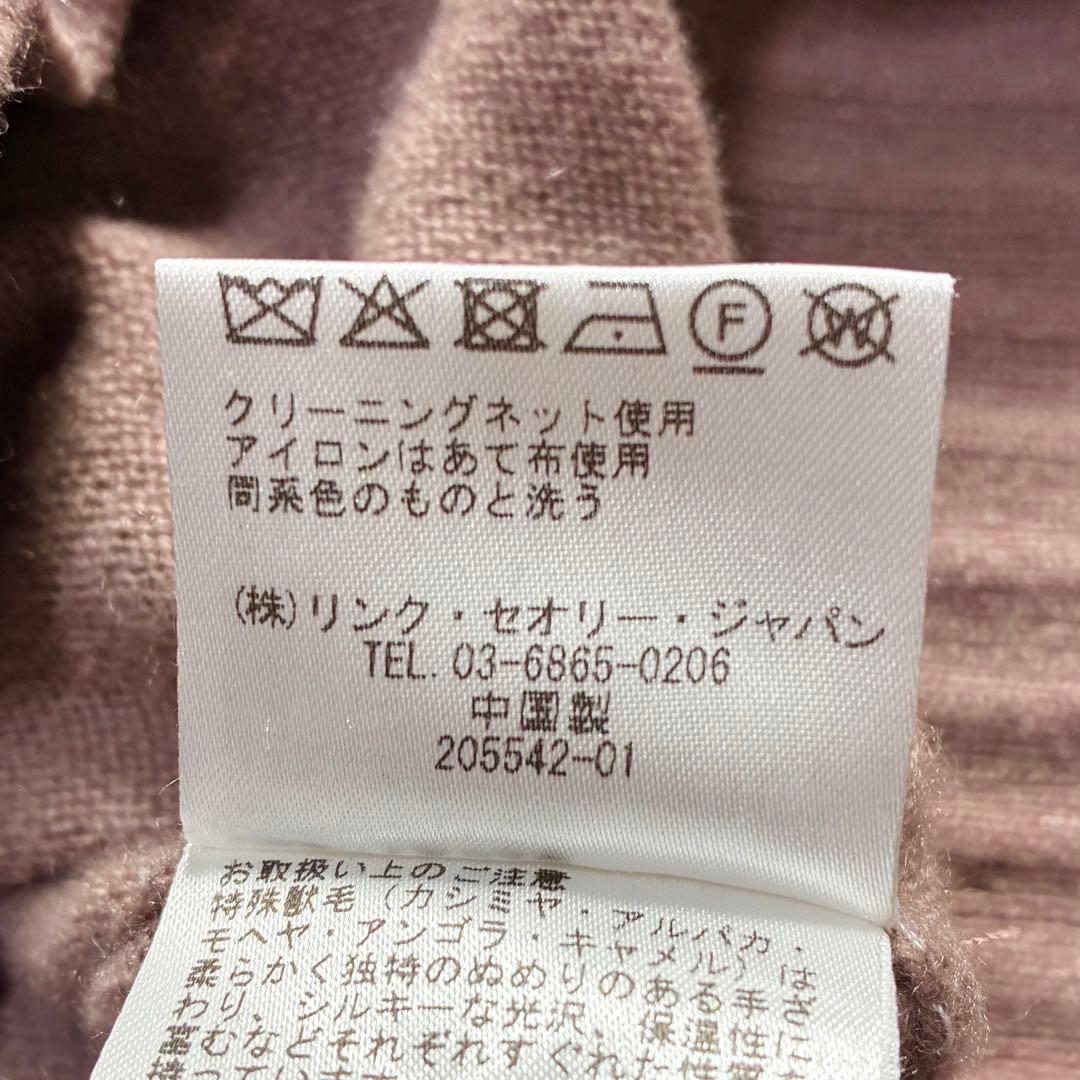 F
W
クリーニングネット使用
アイロンはあて布使用
同系色のものと洗う
(株)リンク・セオリー・ジャパン
TEL. 03-6865-0206
中国製
205542-01
お取扱い上のご注意
特殊獣毛(カシミヤ・アルパカ・
モヘヤ・アンゴラ・キャメル)は
柔らかく独特のぬめりのある手ざ
わり、シルキーな光沢、保温性に
富むなどそれぞれすぐれた性質